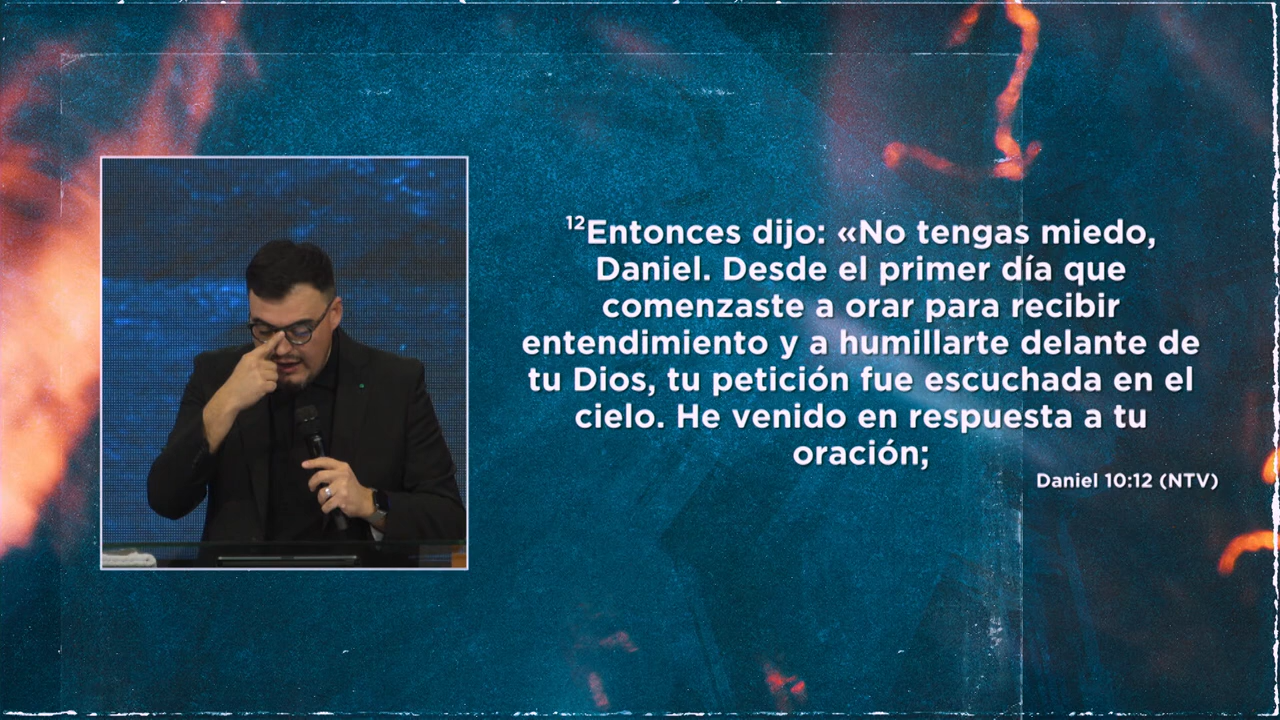 ¹²Entonces dijo: «No tengas miedo,
Daniel. Desde el primer día que
comenzaste a orar para recibir
entendimiento y a humillarte delante de
tu Dios, tu petición fue escuchada en el
cielo. He venido en respuesta a tu
oración;
Daniel 10:12 (NTV)